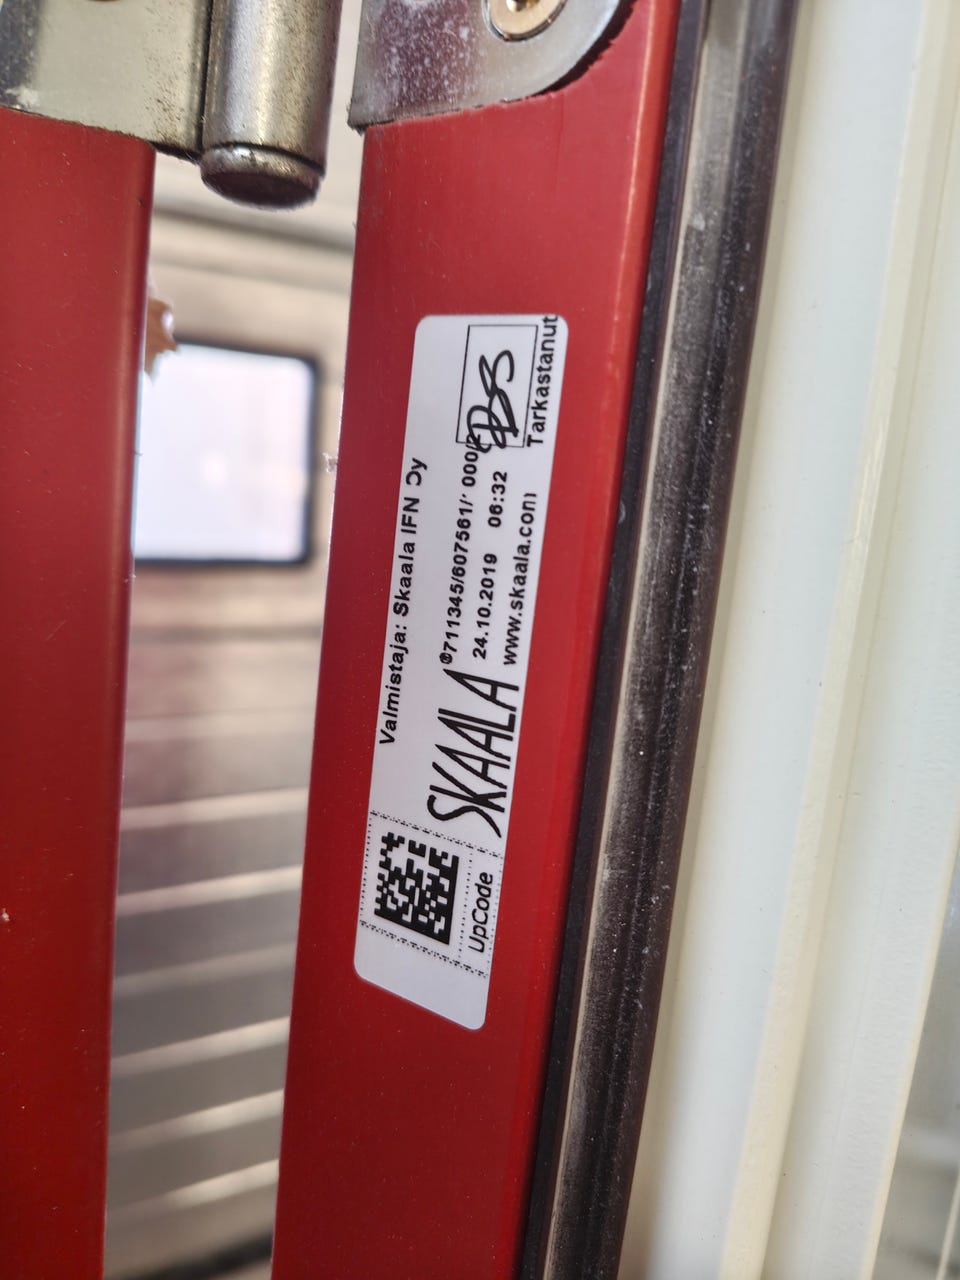 Valmistaja: Skaala IFN Oy
SKAALA®
711345/607561/
24.10.2019 06:32
www.skaala.com
Tarkastanut
UpCode